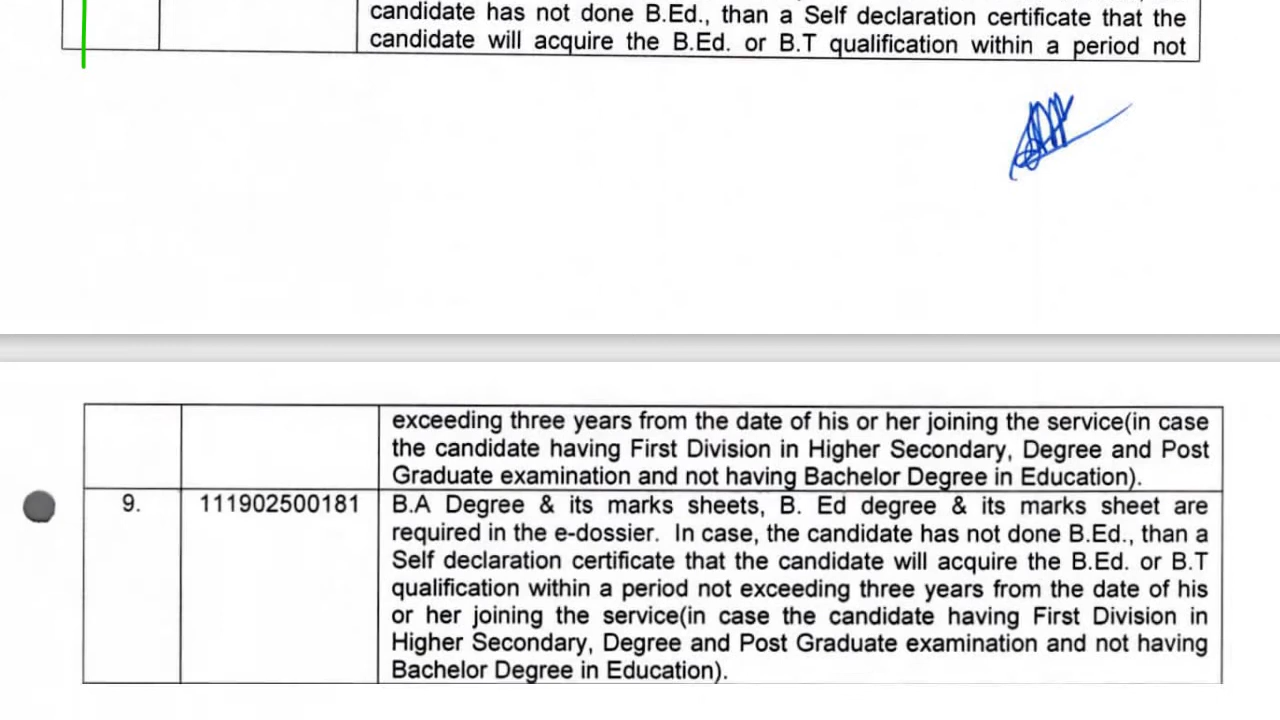 candidate has not done B.Ed., than a Self declaration certificate that the
candidate will acquire the B.Ed. or B.T qualification within a period not
exceeding three years from the date of his or her joining the service(in case
the candidate having First Division in Higher Secondary, Degree and Post
Graduate examination and not having Bachelor Degree in Education).
9. 111902500181 B.A Degree & its marks sheets, B. Ed degree & its marks sheet are
required in the e-dossier. In case, the candidate has not done B.Ed., than a
Self declaration certificate that the candidate will acquire the B.Ed. or B.T
qualification within a period not exceeding three years from the date of his
or her joining the service(in case the candidate having First Division in
Higher Secondary, Degree and Post Graduate examination and not having
Bachelor Degree in Education).